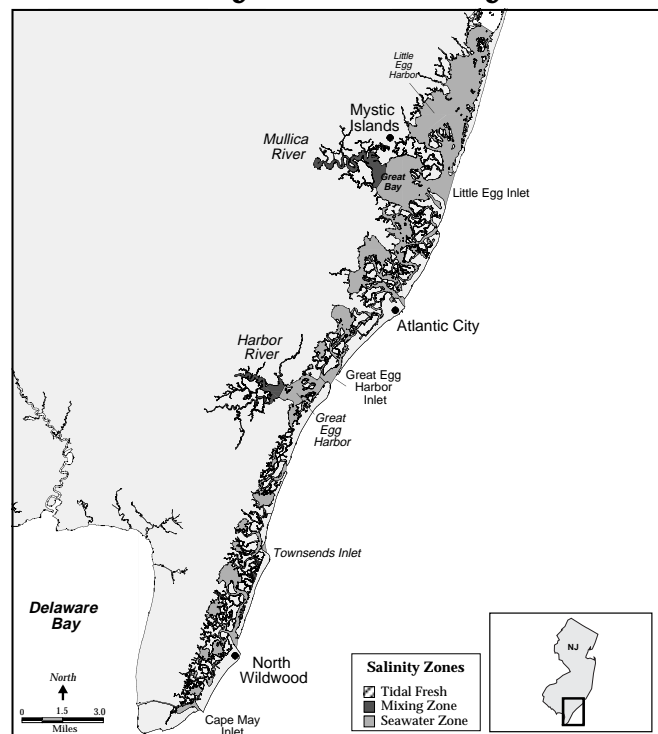 Little
Egg
Harbor
Mystic
Islands
Mullica
River
Great
Bay
Little Egg Inlet
Atlantic City
Harbor
River
Great Egg
Harbor
Inlet
Great
Egg
Harbor
Townsends Inlet
Delaware
Bay
North
Wildwood
Cape May
Inlet
North
0 1.5 3.0
Miles
Salinity Zones
Tidal Fresh
Mixing Zone
Seawater Zone
NJ